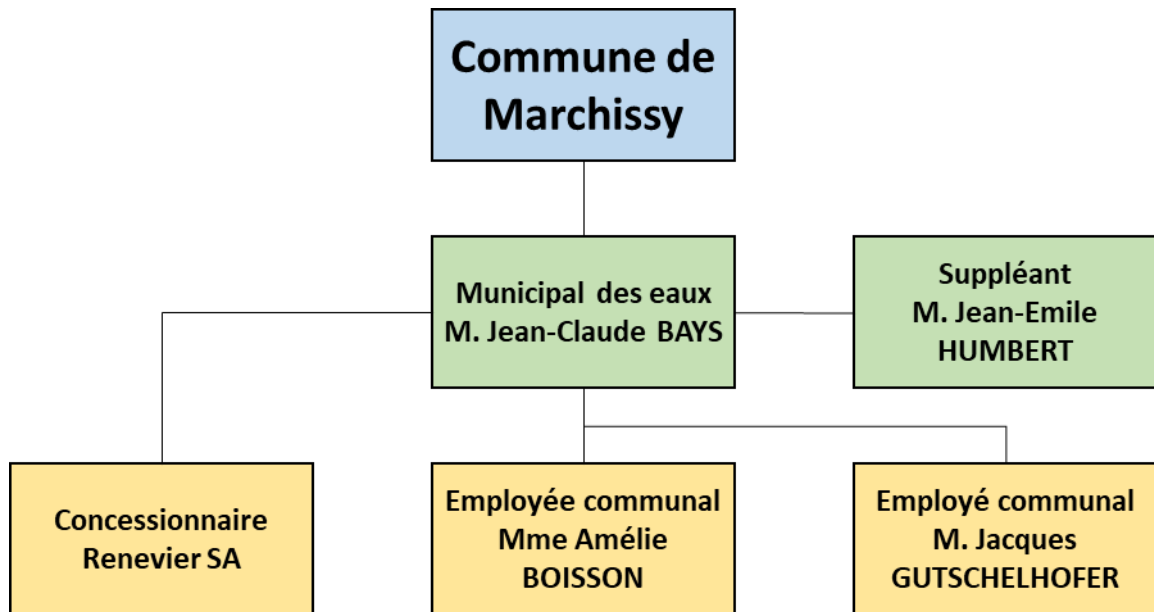 Commune de
Marchissy
Municipal des eaux
M. Jean-Claude BAYS
Suppléant
M. Jean-Emile
HUMBERT
Concessionnaire
Renevier SA
Employée communal
Mme Amélie
BOISSON
Employé communal
M. Jacques
GUTSCHELHOFER